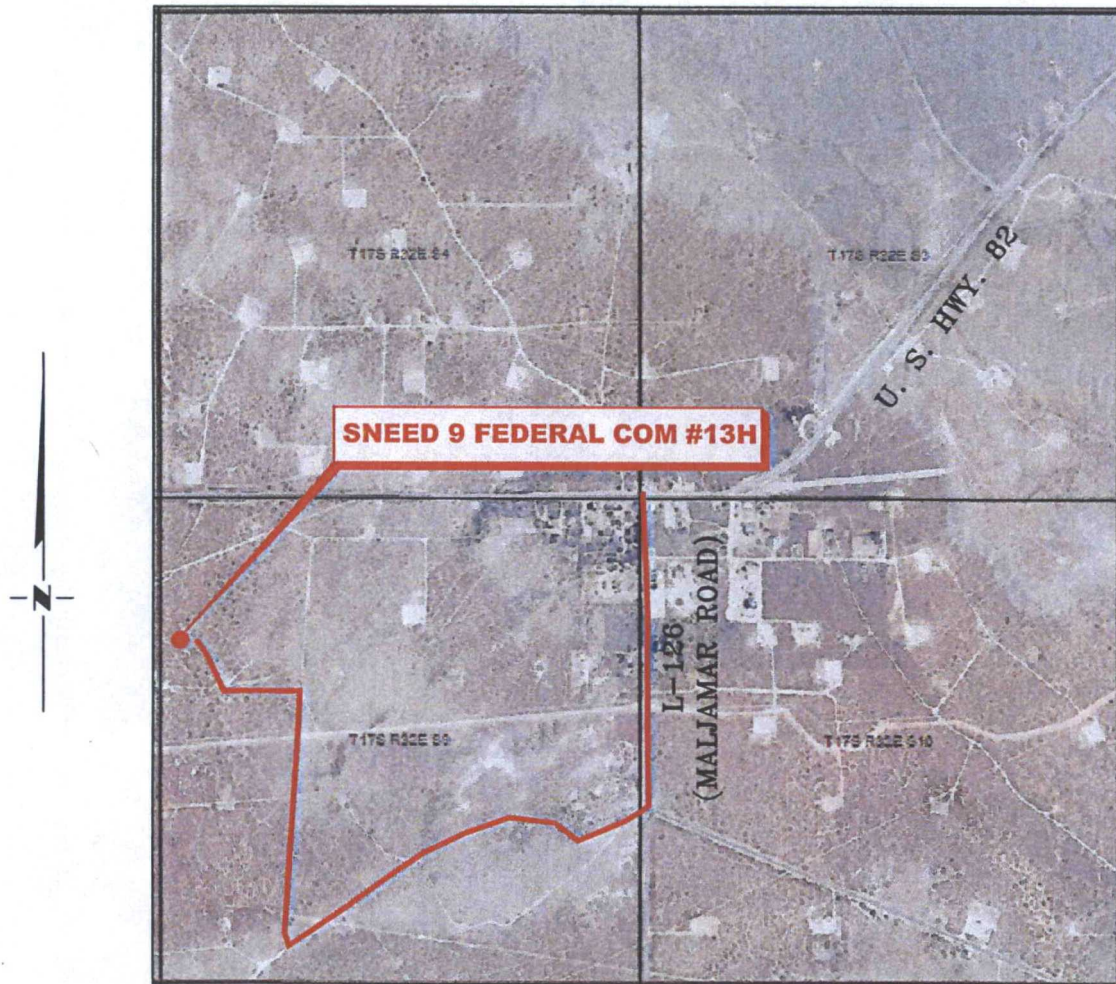 T17S R32E S4
T17S R32E S3
U. S. HWY. 82
SNEED 9 FEDERAL COM #13H
L-126
(MALJAMAR ROAD)
T17S R32E S9
T17S R32E S10
N